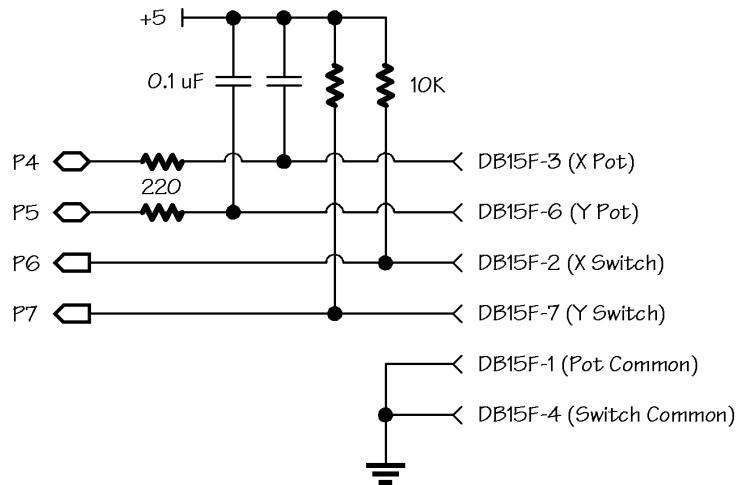 +5
0.1 uF
10K
P4
DB15F-3 (X Pot)
220
P5
DB15F-6 (Y Pot)
P6
DB15F-2 (X Switch)
P7
DB15F-7 (Y Switch)
DB15F-1 (Pot Common)
DB15F-4 (Switch Common)